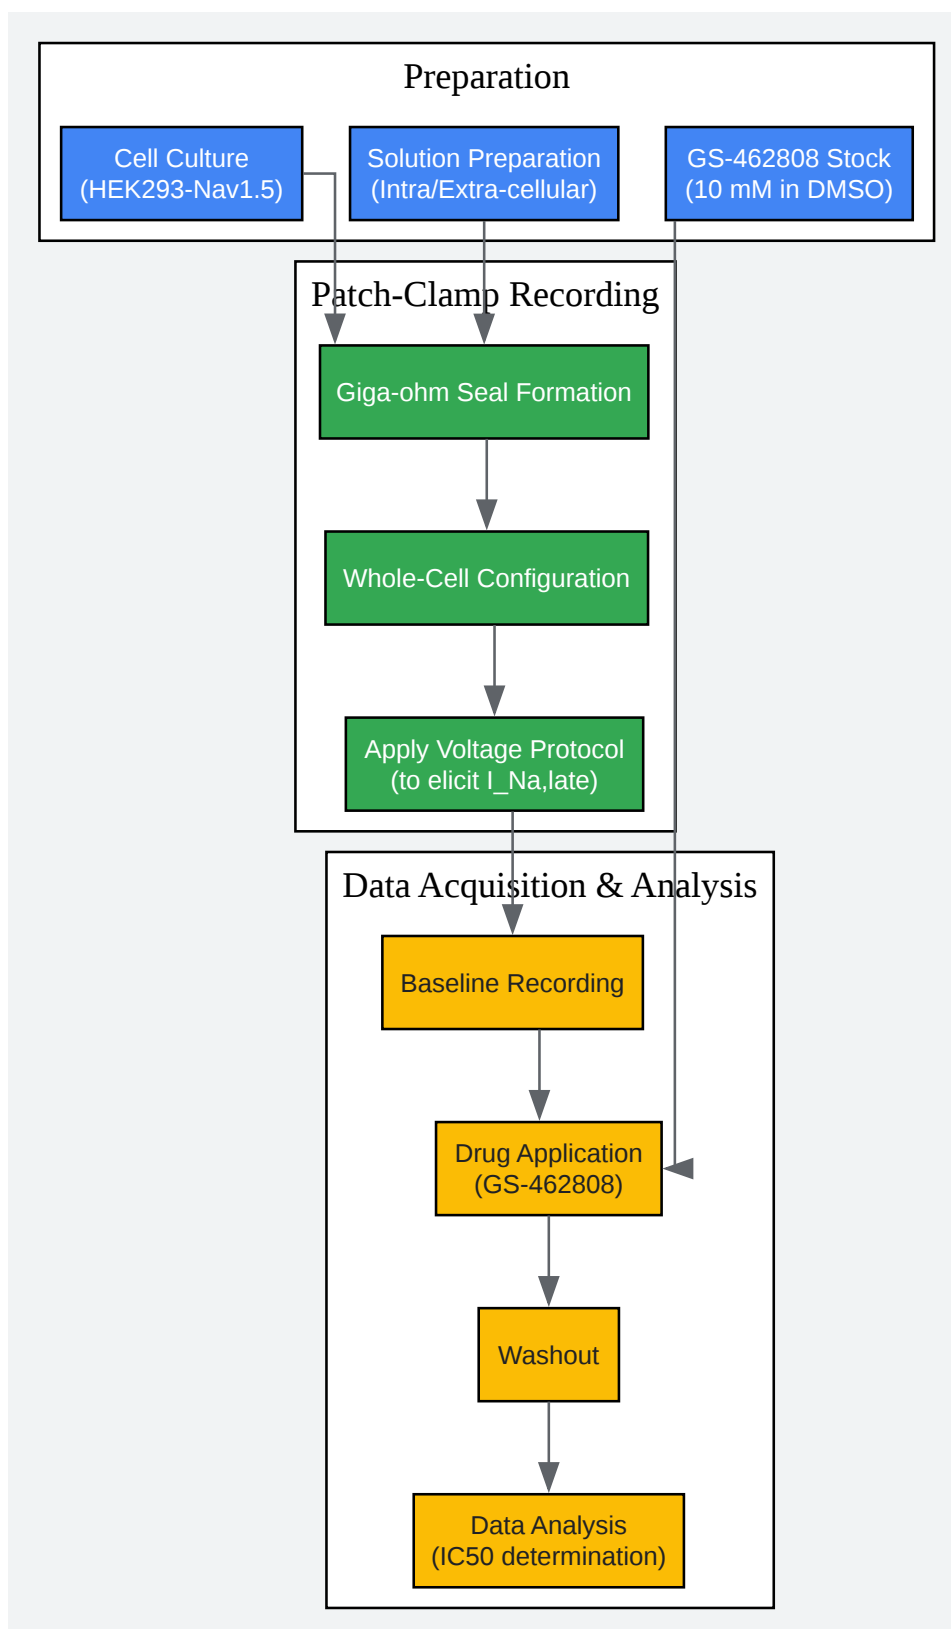 Preparation
Cell Culture
(HEK293-Nav1.5)
Solution Preparation
(Intra/Extra-cellular)
GS-462808 Stock
(10 mM in DMSO)
Patch-Clamp Recording
Giga-ohm Seal Formation
Whole-Cell Configuration
Apply Voltage Protocol
(to elicit I_Na,late)
Data Acquisition & Analysis
Baseline Recording
Drug Application
(GS-462808)
Washout
Data Analysis
(IC50 determination)